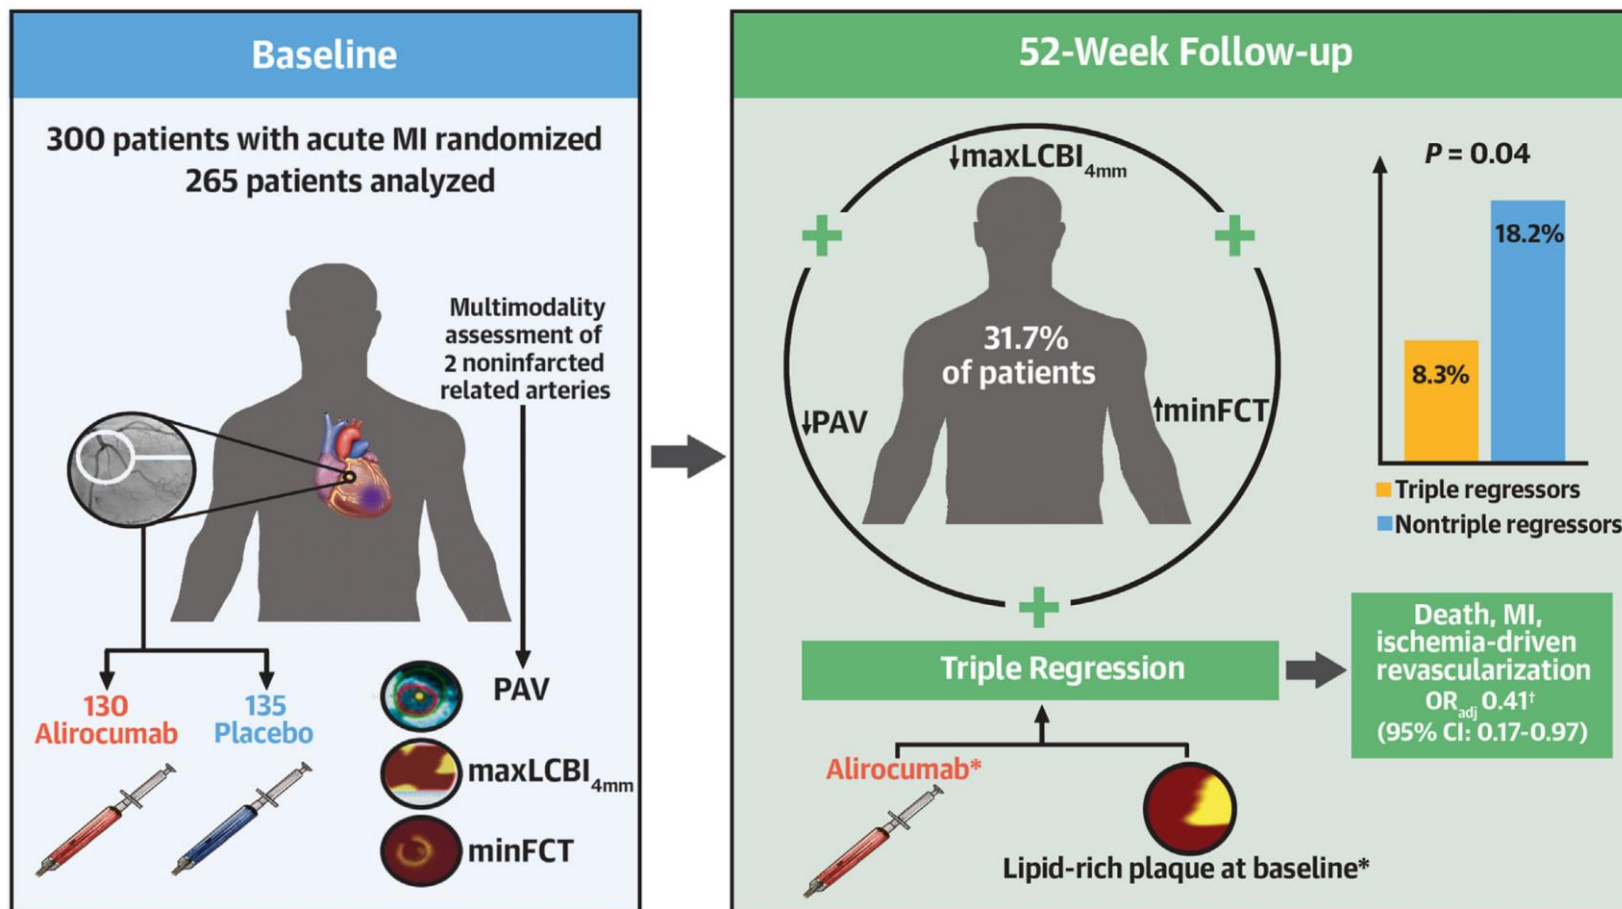 Baseline
300 patients with acute MI randomized
265 patients analyzed
Multimodality
assessment of
2 noninfarcted
related arteries
130
Alirocumab
135
Placebo
PAV
maxLCBI4mm
minFCT
52-Week Follow-up
↓maxLCBI4mm
+
+
31.7%
of patients
↓PAV
↑minFCT
+
P = 0.04
18.2%
8.3%
Triple regressors
Nontriple regressors
Triple Regression
Death, MI,
ischemia-driven
revascularization
ORadj 0.41†
(95% CI: 0.17-0.97)
Alirocumab*
Lipid-rich plaque at baseline*